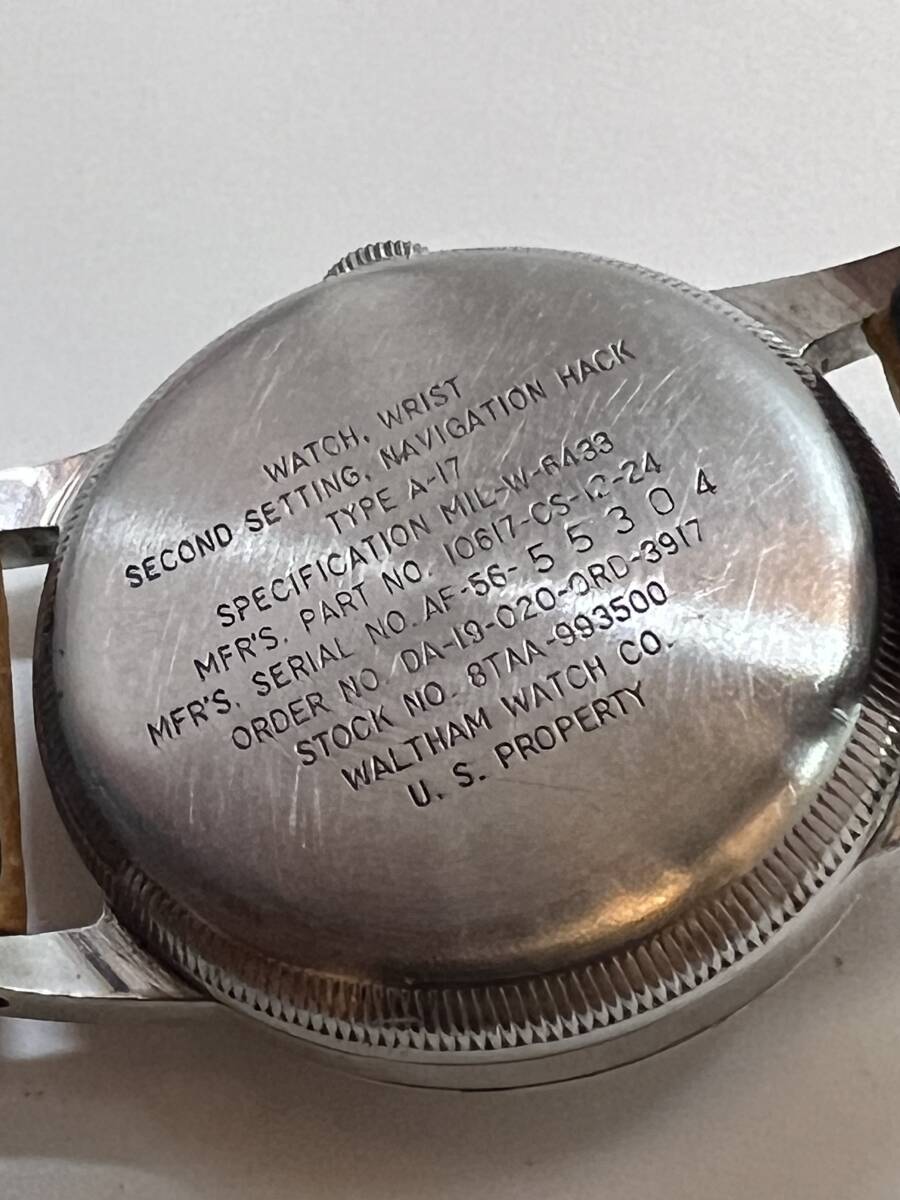 WATCH, WRIST
SECOND SETTING, NAVIGATION HACK
TYPE A-17
SPECIFICATION MIL-W-6433
MFR'S. PART NO. 10617-CS-12-24
MFR'S. SERIAL NO. AF-56-55304
ORDER NO. DA-19-020-ORD-3917
STOCK NO. 8TAA-993500
WALTHAM WATCH CO.
U. S. PROPERTY